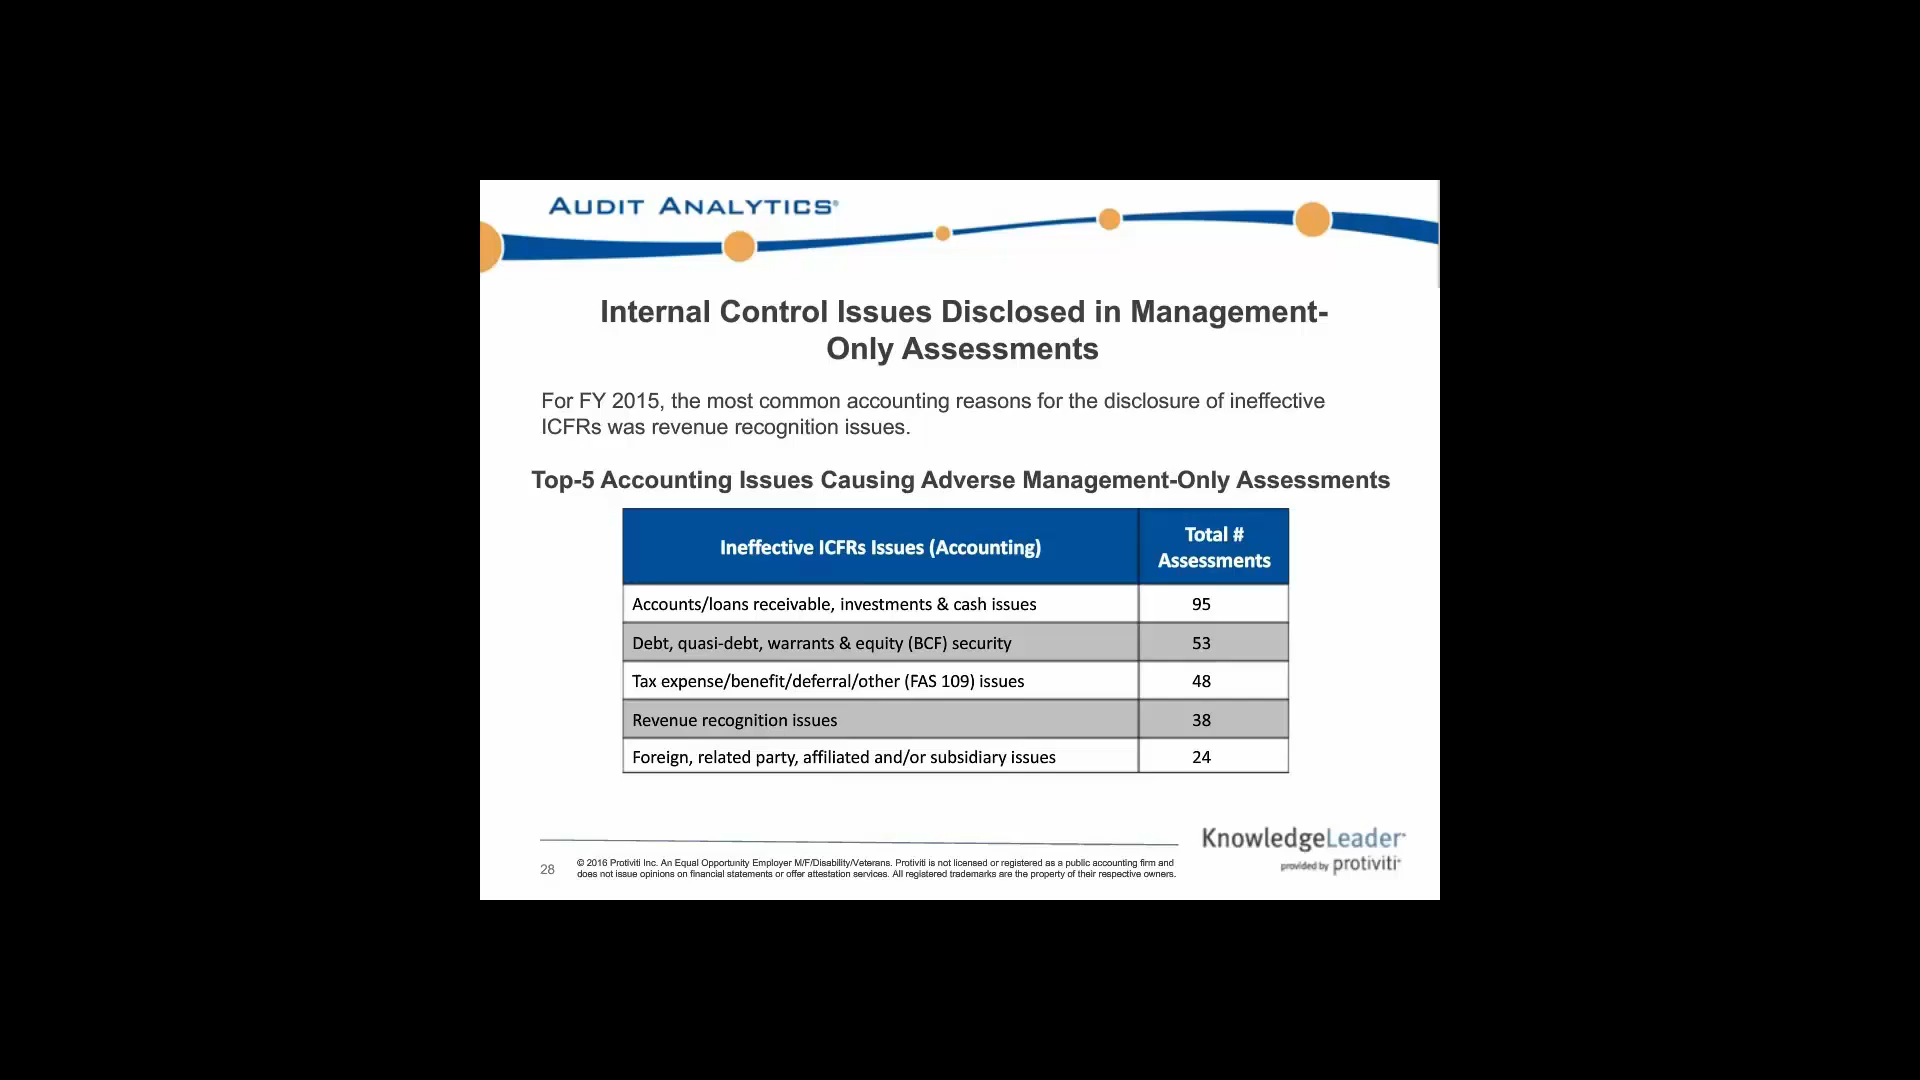 AUDIT ANALYTICS®
Internal Control Issues Disclosed in Management-
Only Assessments
For FY 2015, the most common accounting reasons for the disclosure of ineffective
ICFRs was revenue recognition issues.
Top-5 Accounting Issues Causing Adverse Management-Only Assessments
Ineffective ICFRs Issues (Accounting)
Total #
Assessments
Accounts/loans receivable, investments & cash issues 95
Debt, quasi-debt, warrants & equity (BCF) security 53
Tax expense/benefit/deferral/other (FAS 109) issues 48
Revenue recognition issues 38
Foreign, related party, affiliated and/or subsidiary issues 24
KnowledgeLeader
provided by protiviti
28
© 2016 Protiviti Inc. An Equal Opportunity Employer M/F/Disability/Veterans. Protiviti is not licensed or registered as a public accounting firm and
does not issue opinions on financial statements or offer attestation services. All registered trademarks are the property of their respective owners.